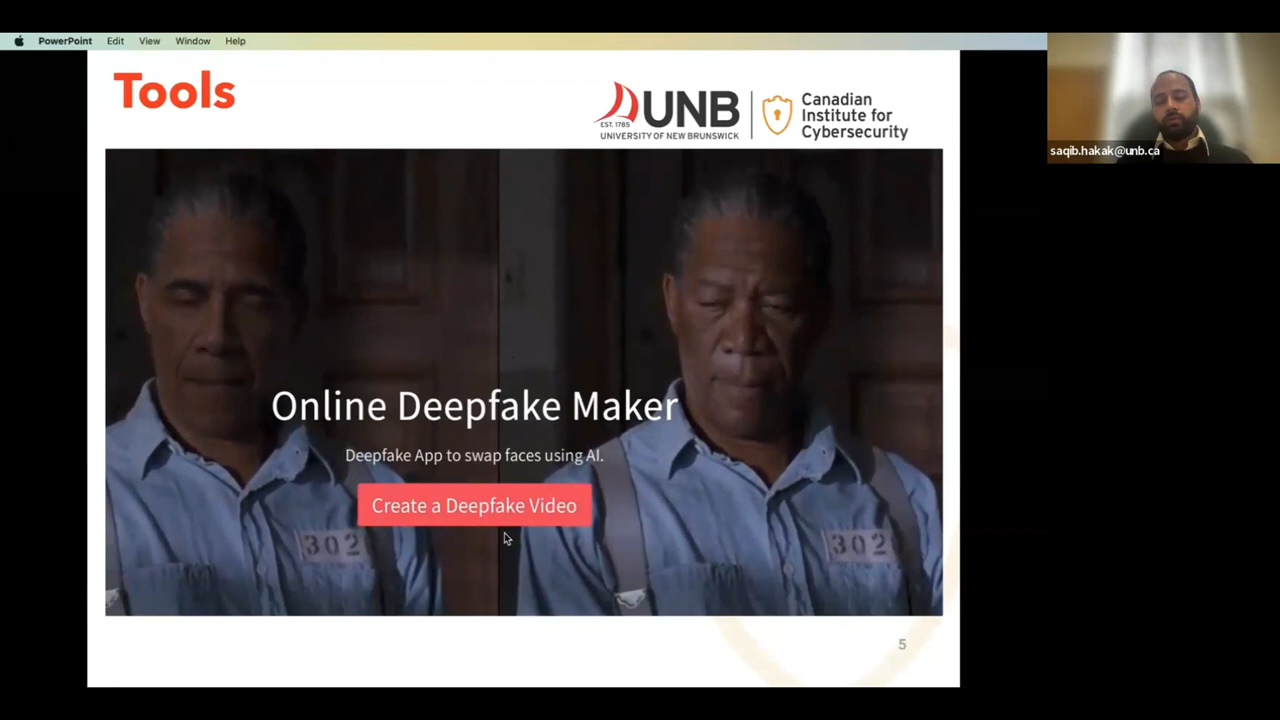 PowerPoint Edit View Window Help
Tools
UNB
EST. 1785
UNIVERSITY OF NEW BRUNSWICK
Canadian
Institute for
Cybersecurity
saqib.hakak@unb.ca
Online Deepfake Maker
Deepfake App to swap faces using AI.
Create a Deepfake Video
302
302
5